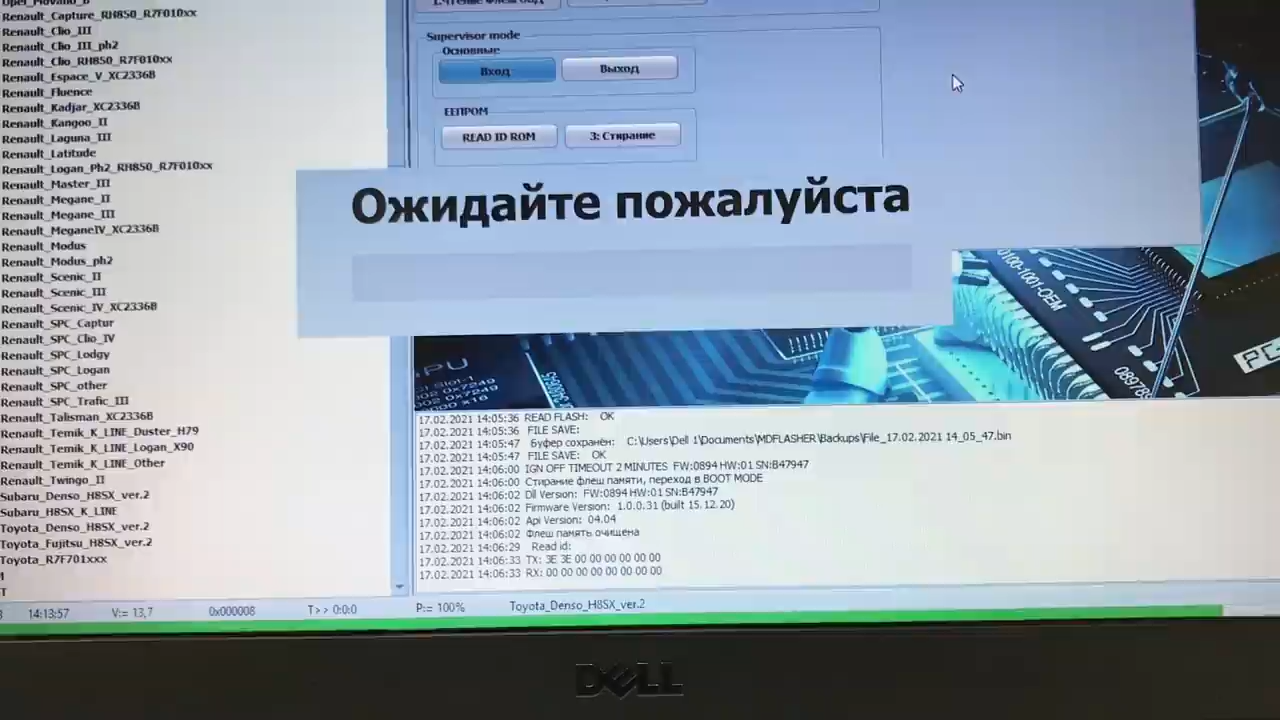 Opel_Movano_B
Renault_Capture_RH850_R7F010xx
Renault_Clio_III
Renault_Clio_III_ph2
Renault_Clio_RH850_R7F010xx
Renault_Espace_V_XC2336B
Renault_Fluence
Renault_Kadjar_XC2336B
Renault_Kangoo_II
Renault_Laguna_III
Renault_Latitude
Renault_Logan_Ph2_RH850_R7F010xx
Renault_Master_III
Renault_Megane_II
Renault_Megane_III
Renault_MeganeIV_XC2336B
Renault_Modus
Renault_Modus_ph2
Renault_Scenic_II
Renault_Scenic_III
Renault_Scenic_IV_XC2336B
Renault_SPC_Captur
Renault_SPC_Clio_IV
Renault_SPC_Lodgy
Renault_SPC_Logan
Renault_SPC_other
Renault_SPC_Trafic_III
Renault_Talisman_XC2336B
Renault_Temik_K_LINE_Duster_H79
Renault_Temik_K_LINE_Logan_X90
Renault_Temik_K_LINE_Other
Renault_Twingo_II
Subaru_Denso_H8SX_ver.2
Subaru_H8SX_K_LINE
Toyota_Denso_H8SX_ver.2
Toyota_Fujitsu_H8SX_ver.2
Toyota_R7F701xxx
Supervisor mode
Основные
Вход
Выход
ЕЕПРОМ
READ ID ROM
3: Стирание
Ожидайте пожалуйста
0100-1001-OEM
PC-
17.02.2021 14:05:36 READ FLASH: OK
17.02.2021 14:05:36 FILE SAVE:
17.02.2021 14:05:47 Буфер сохранен: C:\Users\Dell 1\Documents\MDFLASHER\Backups\File_17.02.2021 14_05_47.bin
17.02.2021 14:05:47 FILE SAVE: OK
17.02.2021 14:06:00 IGN OFF TIMEOUT 2 MINUTES FW:0894 HW:01 SN:B47947
17.02.2021 14:06:02 Стирание флеш памяти, переход в BOOT MODE
17.02.2021 14:06:02 Dll Version: FW:0894 HW:01 SN:B47947
17.02.2021 14:06:02 Firmware Version: 1.0.0.31 (built 15.12.20)
17.02.2021 14:06:02 Api Version: 04.04
17.02.2021 14:06:02 Флеш память очищена
17.02.2021 14:06:29 Read id:
17.02.2021 14:06:33 TX: 3E 3E 00 00 00 00 00 00
17.02.2021 14:06:33 RX: 00 00 00 00 00 00 00 00
14:13:57 V:= 13,7 0x000008 T>> 0:0:0 P:= 100% Toyota_Denso_H8SX_ver.2
DELL